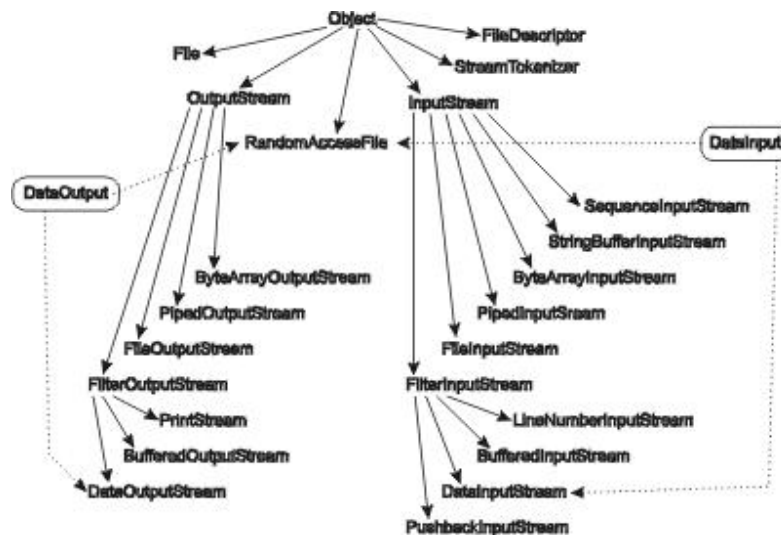 Object
FileDescriptor
File
StreamTokenizer
OutputStream
InputStream
RandomAccessFile
DataInput
DataOutput
SequenceInputStream
StringBufferInputStream
ByteArrayOutputStream
ByteArrayInputStream
PipedOutputStream
PipedInputSream
FileOutputStream
FileInputStream
FilterOutputStream
FilterInputStream
PrintStream
LineNumberInputStream
BufferedOutputStream
BufferedInputStream
DataOutputStream
DataInputStream
PushbackInputStream